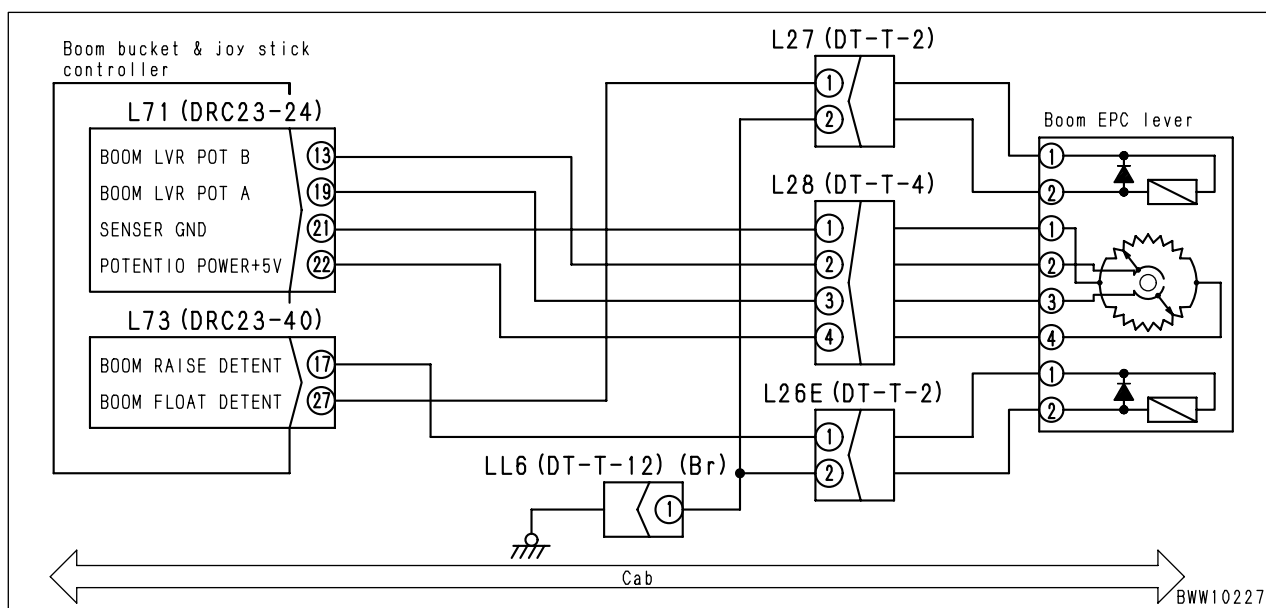 Boom bucket & joy stick
controller
L71 (DRC23-24)
BOOM LVR POT B 13
BOOM LVR POT A 19
SENSER GND 21
POTENTIO POWER+5V 22
L73 (DRC23-40)
BOOM RAISE DETENT 17
BOOM FLOAT DETENT 27
L27 (DT-T-2)
1
2
L28 (DT-T-4)
1
2
3
4
L26E (DT-T-2)
1
2
LL6 (DT-T-12) (Br)
1
Boom EPC lever
1
2
1
2
3
4
1
2
Cab
BWW10227